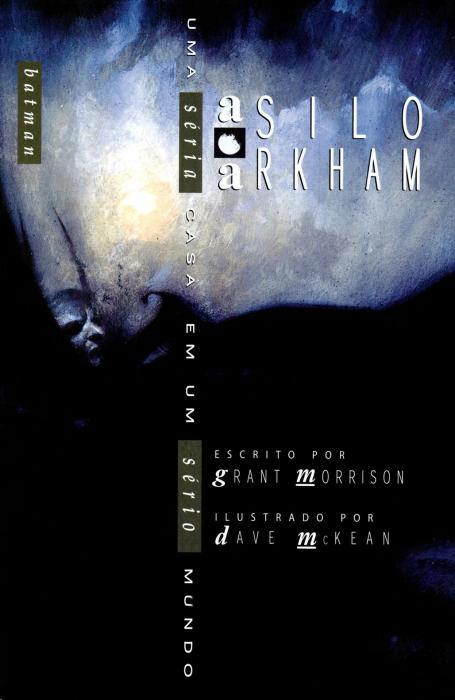 batman
UMA séria CASA EM UM sério MUNDO
aSILO
aRKHAM
ESCRITO POR
gRANT mORRISON
ILUSTRADO POR
dAVE mcKEAN